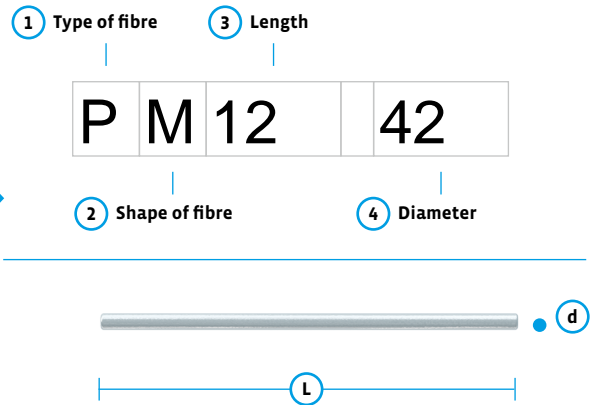 1 Type of fibre 3 Length
P M 12 42
2 Shape of fibre 4 Diameter
d
L